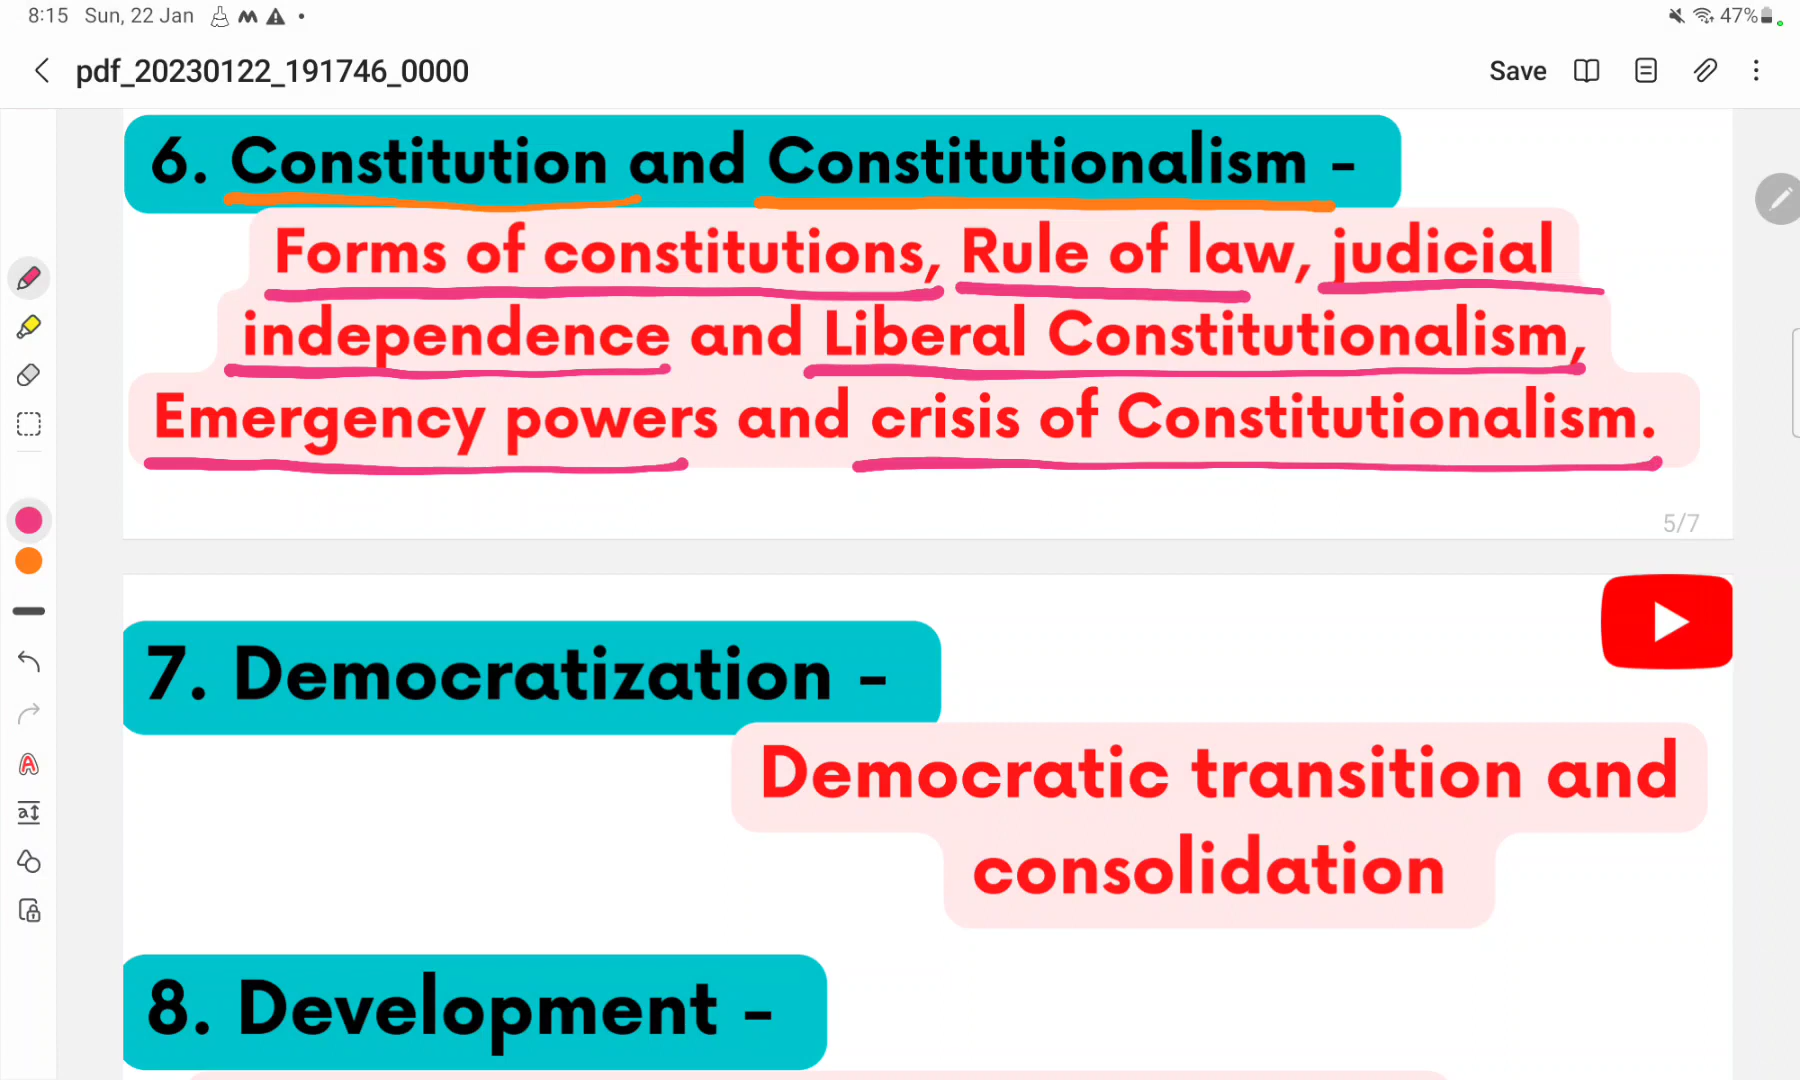 8:15 Sun, 22 Jan
47%
pdf_20230122_191746_0000
Save
6. Constitution and Constitutionalism -
Forms of constitutions, Rule of law, judicial
independence and Liberal Constitutionalism,
Emergency powers and crisis of Constitutionalism.
5/7
7. Democratization -
Democratic transition and
consolidation
8. Development -